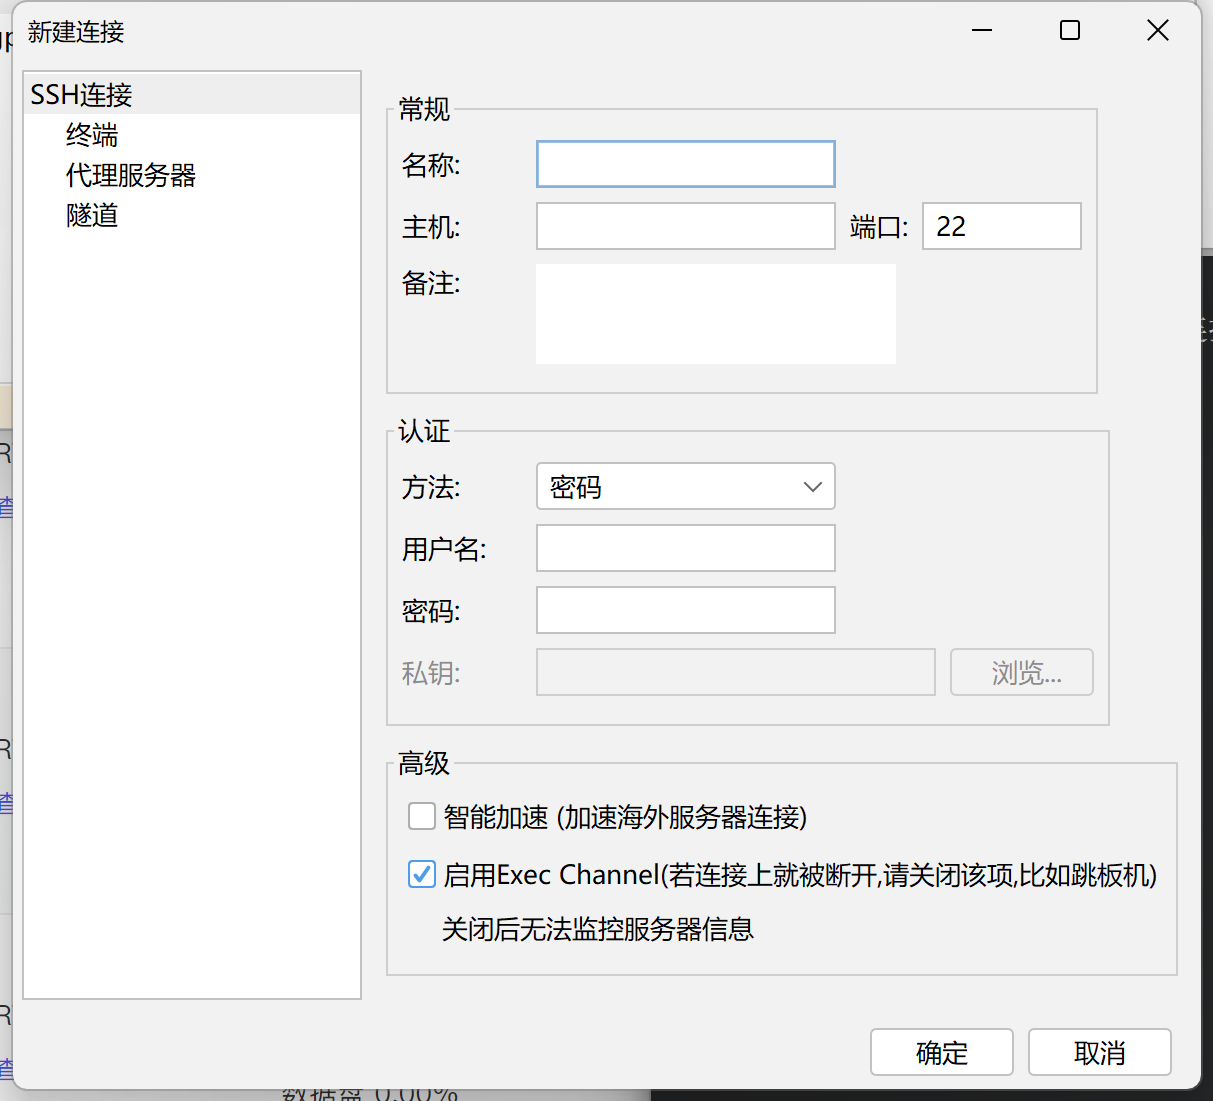 新建连接
SSH连接
终端
代理服务器
隧道
常规
名称:
主机:
端口: 22
备注:
认证
方法: 密码
用户名:
密码:
私钥: 浏览...
高级
智能加速 (加速海外服务器连接)
启用Exec Channel(若连接上就被断开,请关闭该项,比如跳板机)
关闭后无法监控服务器信息
确定 取消
数据盘 0.00%